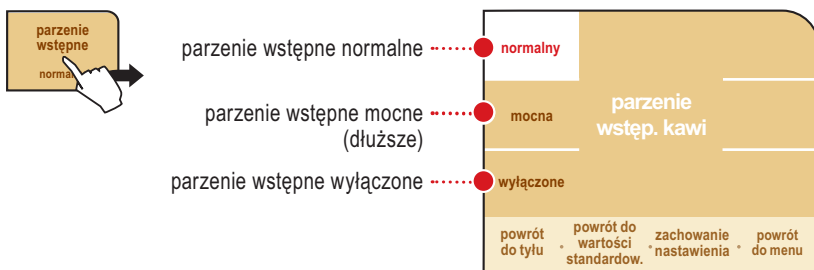 parzenie
wstępne
parzenie wstępne normalne
parzenie wstępne mocne
(dłuższe)
parzenie wstępne wyłączone
normalny
mocna
wyłączone
parzenie
wstęp. kawi
powrót
do tyłu
powrót do
wartości
standardow.
zachowanie
nastawienia
powrót
do menu